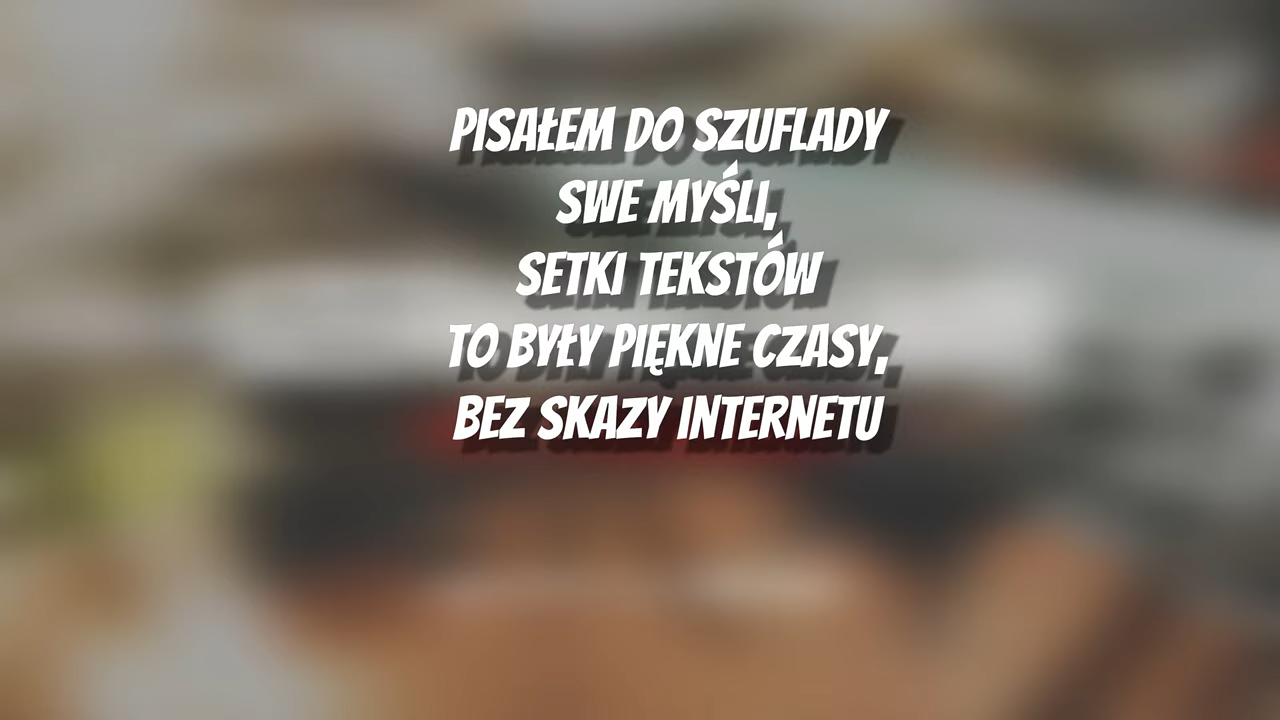 PISAŁEM DO SZUFLADY
SWE MYŚLI,
SETKI TEKSTÓW
TO BYŁY PIĘKNE CZASY,
BEZ SKAZY INTERNETU